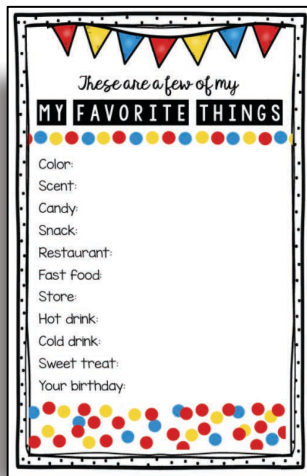 These are a few of my
MY FAVORITE THINGS
Color:
Scent:
Candy:
Snack:
Restaurant:
Fast food:
Store:
Hot drink:
Cold drink:
Sweet treat:
Your birthday: